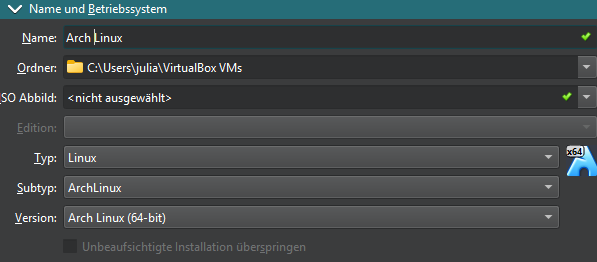 Name und Betriebssystem
Name: Arch Linux
Ordner: C:\Users\julia\VirtualBox VMs
ISO Abbild: <nicht ausgewählt>
Edition:
Typ: Linux x64
Subtyp: ArchLinux
Version: Arch Linux (64-bit)
Unbeaufsichtigte Installation überspringen